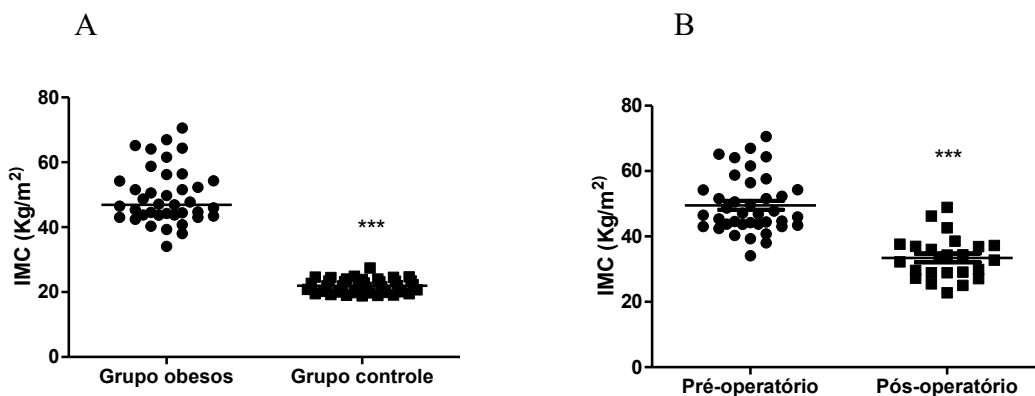 A
IMC (Kg/m²)
80
60
40
20
0
***
Grupo obesos
Grupo controle
B
IMC (Kg/m²)
80
60
40
20
0
***
Pré-operatório
Pós-operatório